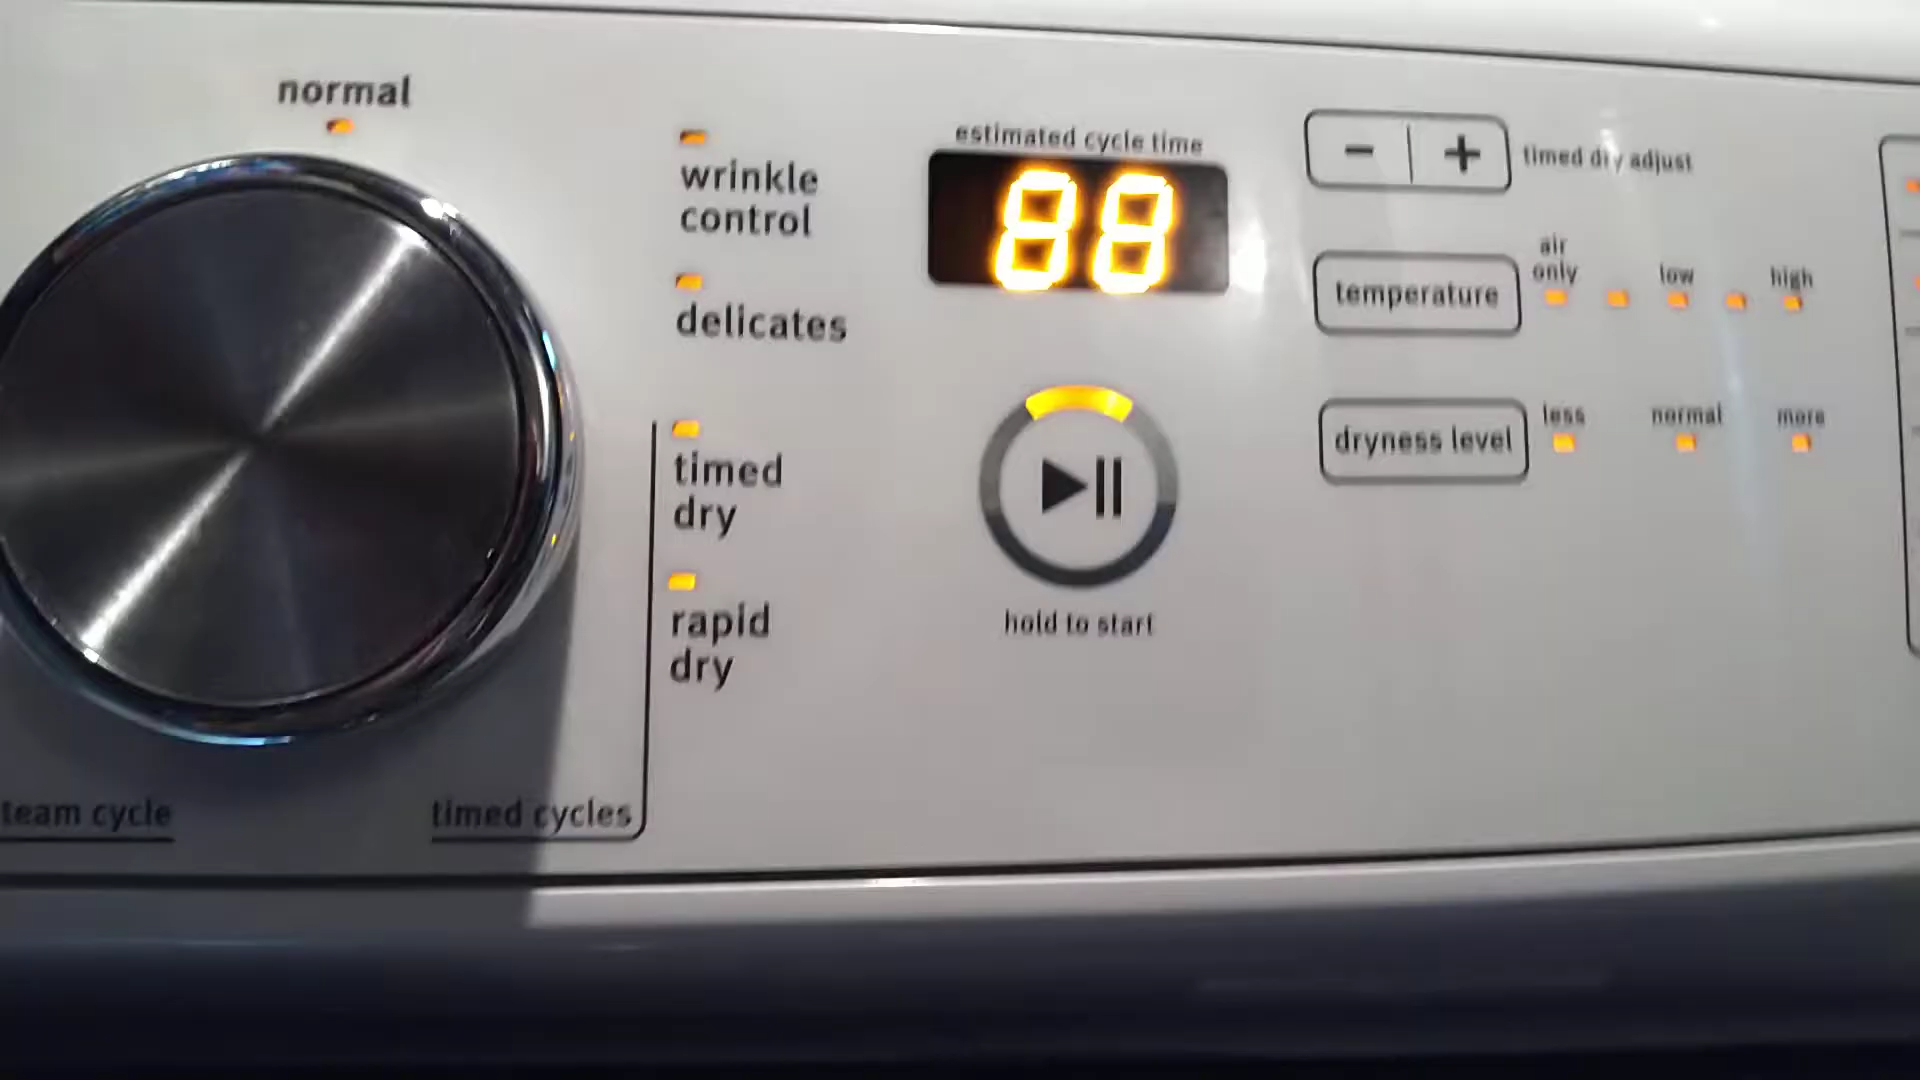 normal
wrinkle
control
delicates
timed
dry
rapid
dry
team cycle
timed cycles
estimated cycle time
88
hold to start
- +
timed dry adjust
temperature
air
only
low
high
dryness level
less
normal
more